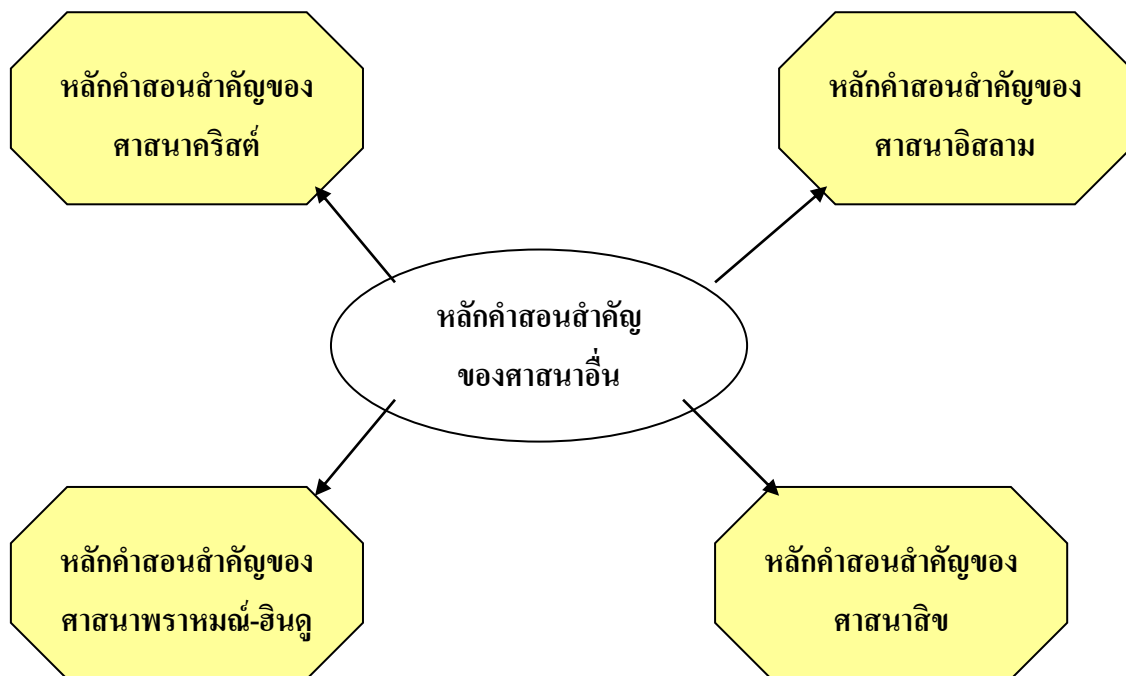 หลักคำสอนสำคัญของ
ศาสนาคริสต์
หลักคำสอนสำคัญของ
ศาสนาอิสลาม
หลักคำสอนสำคัญ
ของศาสนาอื่น
หลักคำสอนสำคัญของ
ศาสนาพราหมณ์-ฮินดู
หลักคำสอนสำคัญของ
ศาสนาสิข